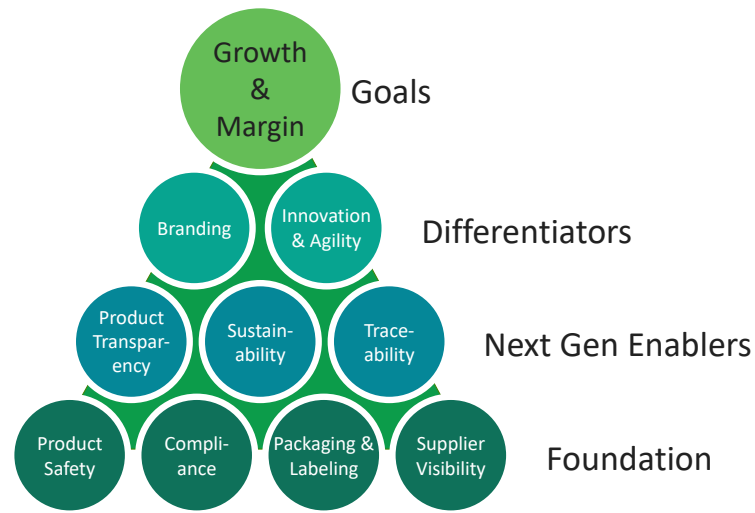 Growth
&
Margin
Goals
Branding
Innovation
& Agility
Differentiators
Product
Transpar-
ency
Sustain-
ability
Trace-
ability
Next Gen Enablers
Product
Safety
Compli-
ance
Packaging &
Labeling
Supplier
Visibility
Foundation